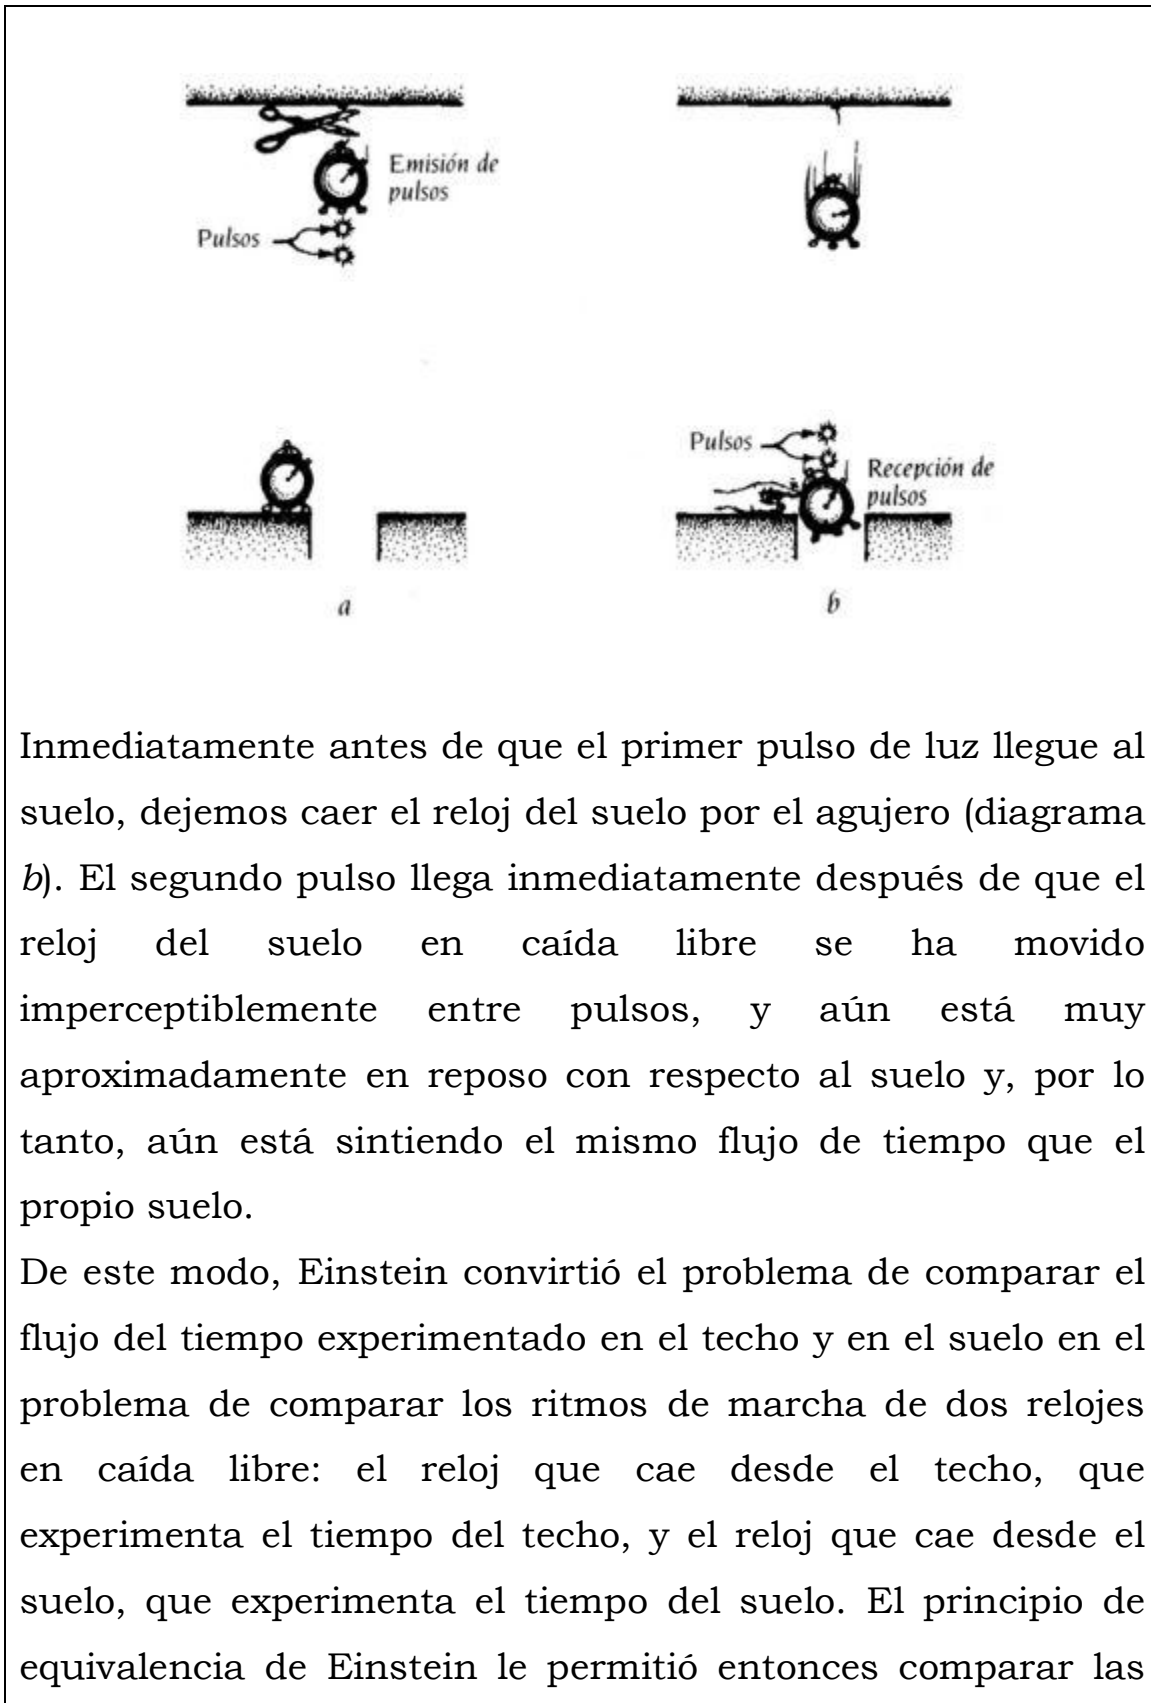 Emisión de
pulsos
Pulsos
Pulsos
Recepción de
pulsos
a
b
Inmediatamente antes de que el primer pulso de luz llegue al
suelo, dejemos caer el reloj del suelo por el agujero (diagrama
b). El segundo pulso llega inmediatamente después de que el
reloj del suelo en caída libre se ha movido
imperceptiblemente entre pulsos, y aún está muy
aproximadamente en reposo con respecto al suelo y, por lo
tanto, aún está sintiendo el mismo flujo de tiempo que el
propio suelo.
De este modo, Einstein convirtió el problema de comparar el
flujo del tiempo experimentado en el techo y en el suelo en el
problema de comparar los ritmos de marcha de dos relojes
en caída libre: el reloj que cae desde el techo, que
experimenta el tiempo del techo, y el reloj que cae desde el
suelo, que experimenta el tiempo del suelo. El principio de
equivalencia de Einstein le permitió entonces comparar las